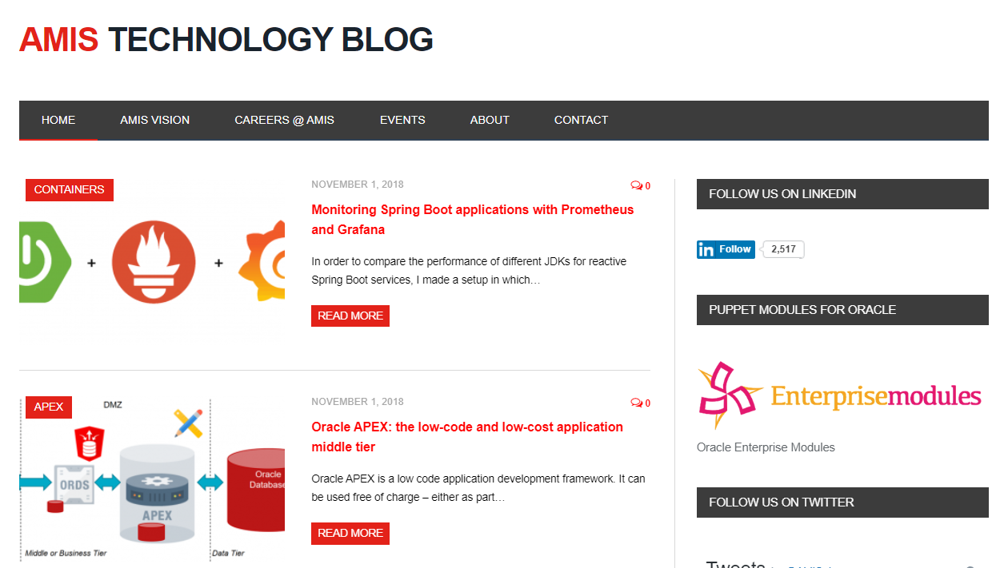 AMIS TECHNOLOGY BLOG
HOME AMIS VISION CAREERS @ AMIS EVENTS ABOUT CONTACT
CONTAINERS
+ +
NOVEMBER 1, 2018 0
Monitoring Spring Boot applications with Prometheus
and Grafana
In order to compare the performance of different JDKs for reactive
Spring Boot services, I made a setup in which…
READ MORE
APEX
DMZ
ORDS
APEX
Oracle
Database
Middle or Business Tier
Data Tier
NOVEMBER 1, 2018 0
Oracle APEX: the low-code and low-cost application
middle tier
Oracle APEX is a low code application development framework. It can
be used free of charge – either as part…
READ MORE
FOLLOW US ON LINKEDIN
in Follow 2,517
PUPPET MODULES FOR ORACLE
Enterprisemodules
Oracle Enterprise Modules
FOLLOW US ON TWITTER
Tweets